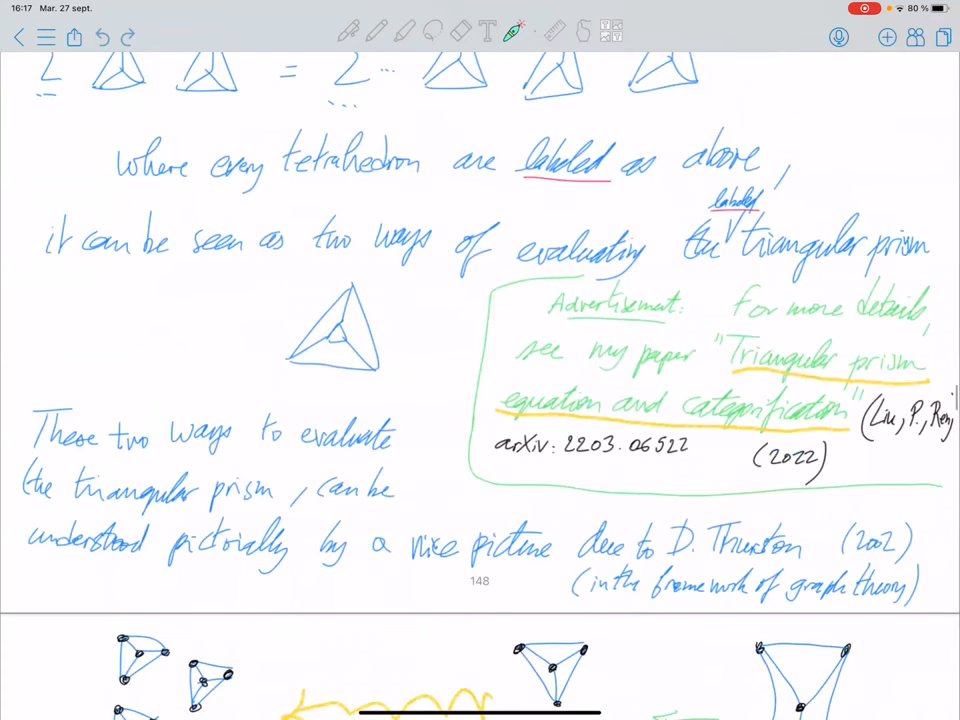 16:17 Mar. 27 sept.
80 %
Σ = Σ ...
... ...
where every tetrahedron are labeled as above,
labeled
it can be seen as two ways of evaluating the triangular prism
Advertisement: For more details,
see my paper "Triangular prism
equation and categorification" (Liu, P., Ren)
arXiv: 2203.06522 (2022)
These two ways to evaluate
the triangular prism, can be
understood pictorially by a nice picture due to D. Thurston (2002)
(in the framework of graph theory)
148